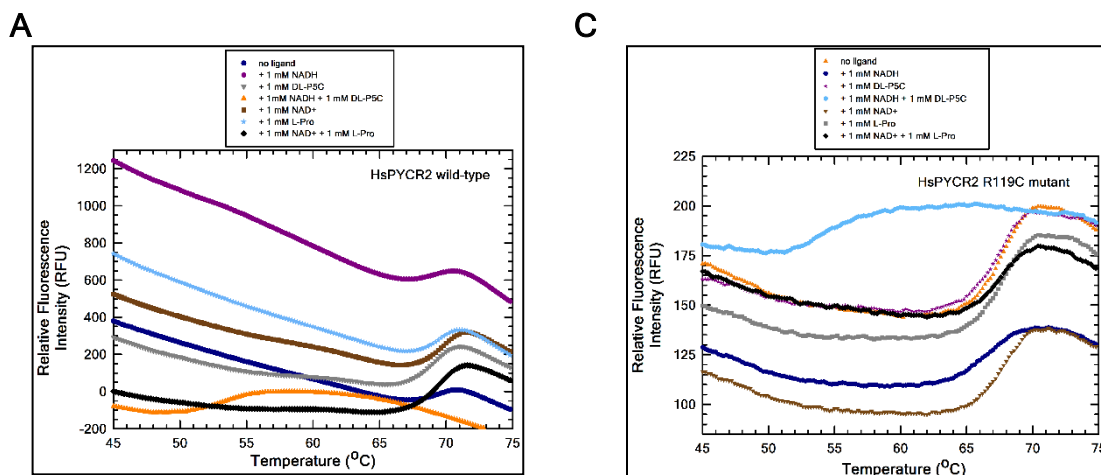 A
no ligand
+ 1 mM NADH
+ 1 mM DL-P5C
+ 1mM NADH + 1 mM DL-P5C
+ 1 mM NAD+
+ 1 mM L-Pro
+ 1 mM NAD+ + 1 mM L-Pro
HsPYCR2 wild-type
Relative Fluorescence
Intensity (RFU)
1200
1000
800
600
400
200
0
-200
45 50 55 60 65 70 75
Temperature (oC)
C
no ligand
+ 1 mM NADH
+ 1 mM DL-P5C
+ 1 mM NADH + 1 mM DL-P5C
+ 1 mM NAD+
+ 1 mM L-Pro
+ 1 mM NAD+ + 1 mM L-Pro
HsPYCR2 R119C mutant
Relative Fluorescence
Intensity (RFU)
225
200
175
150
125
100
45 50 55 60 65 70 75
Temperature (oC)